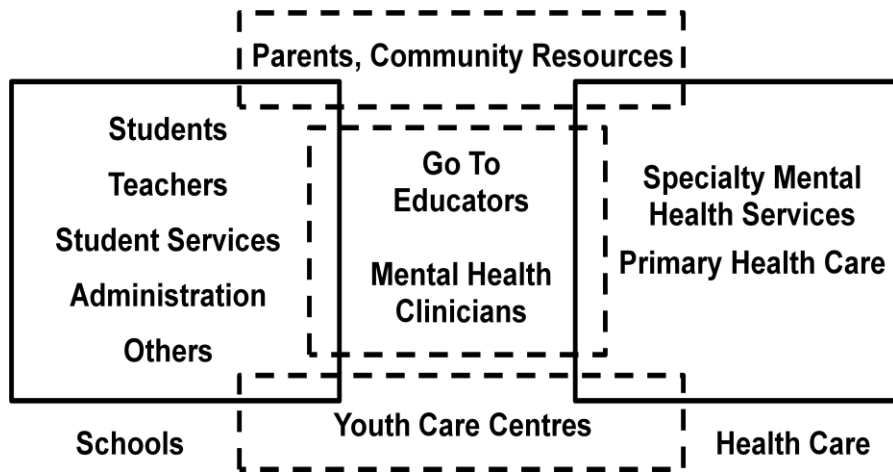 Parents, Community Resources
Students
Teachers
Student Services
Administration
Others
Go To
Educators
Mental Health
Clinicians
Specialty Mental
Health Services
Primary Health Care
Schools
Youth Care Centres
Health Care